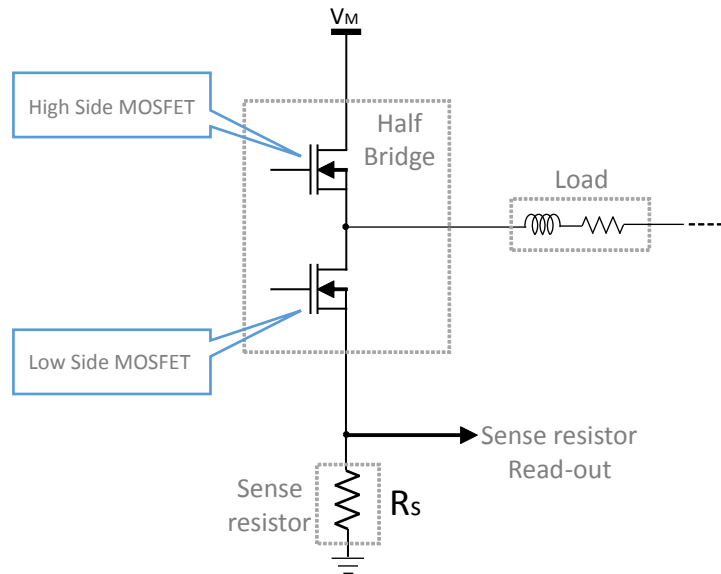 VM
High Side MOSFET
Half
Bridge
Load
Low Side MOSFET
Sense resistor
Read-out
Sense
resistor
RS